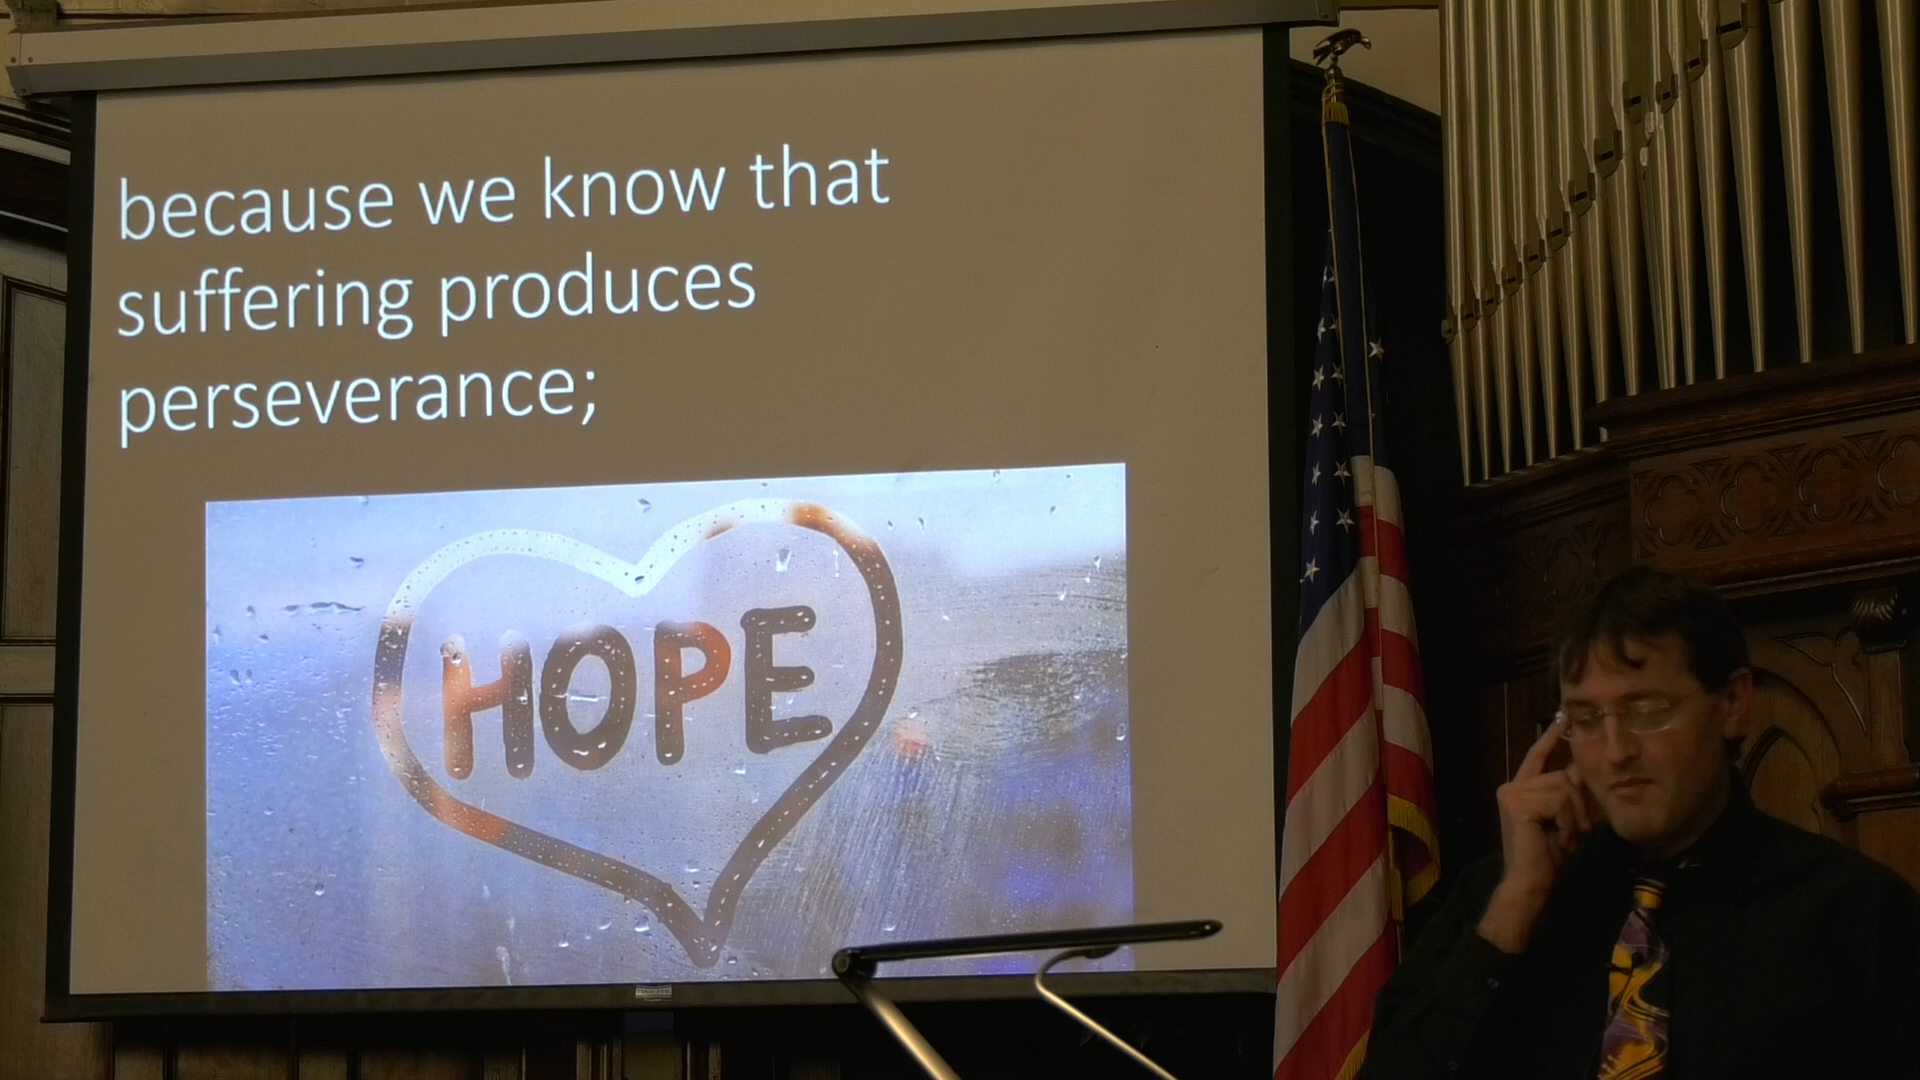 because we know that
suffering produces
perseverance;
HOPE